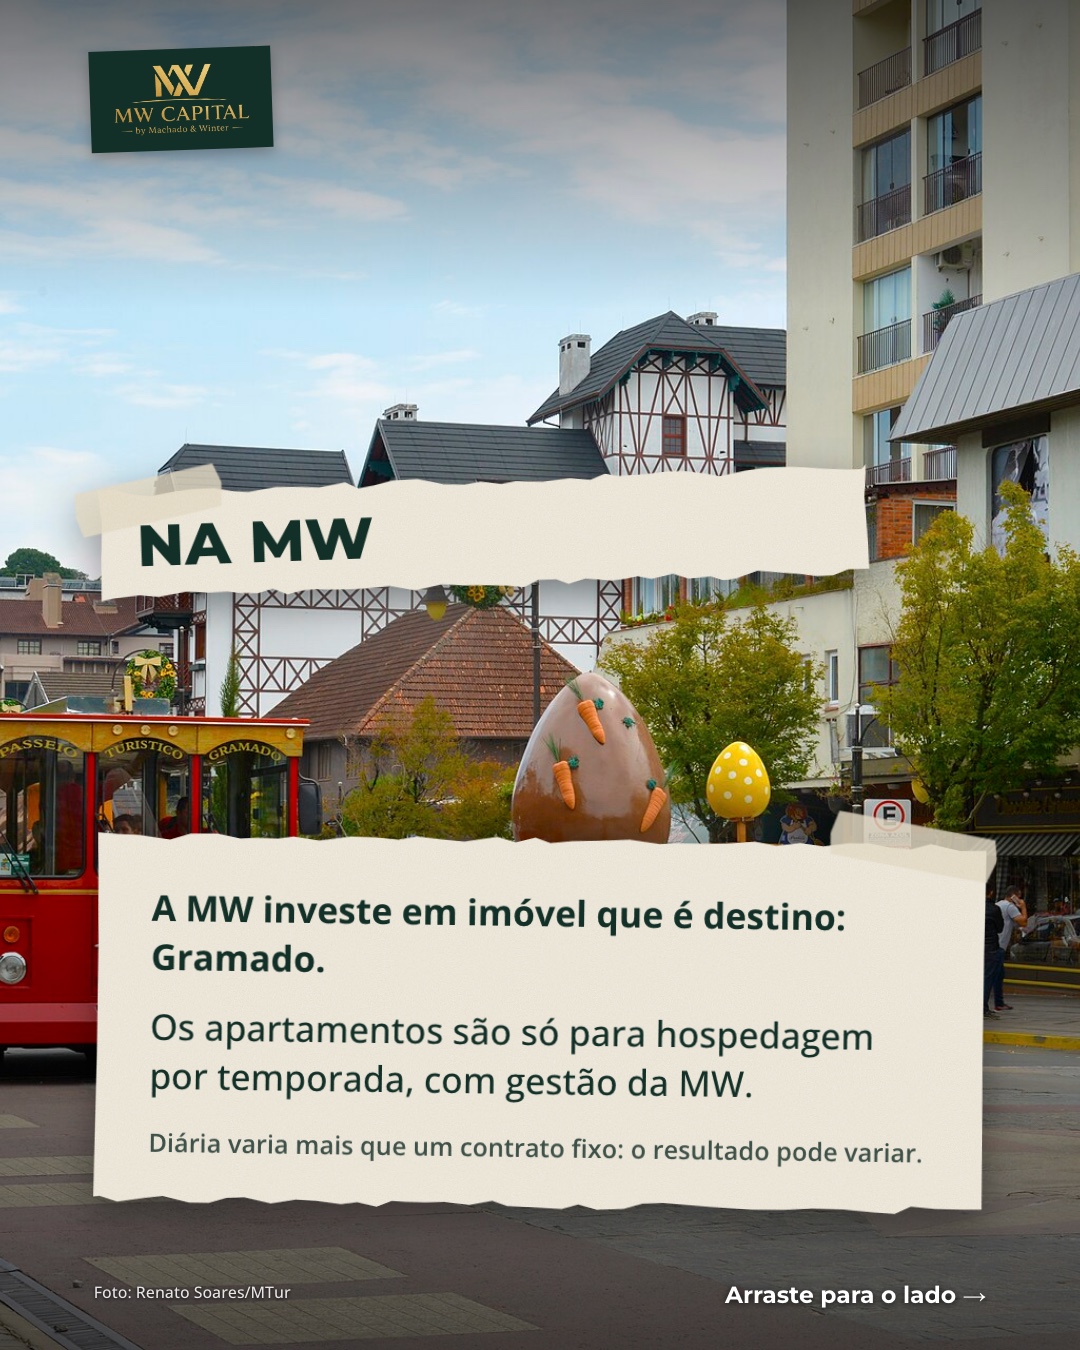 MW CAPITAL
by Machado & Winter
NA MW
PASSEIO TURISTICO GRAMADO
E
A MW investe em imóvel que é destino:
Gramado.
Os apartamentos são só para hospedagem
por temporada, com gestão da MW.
Diária varia mais que um contrato fixo: o resultado pode variar.
Foto: Renato Soares/MTur
Arraste para o lado →